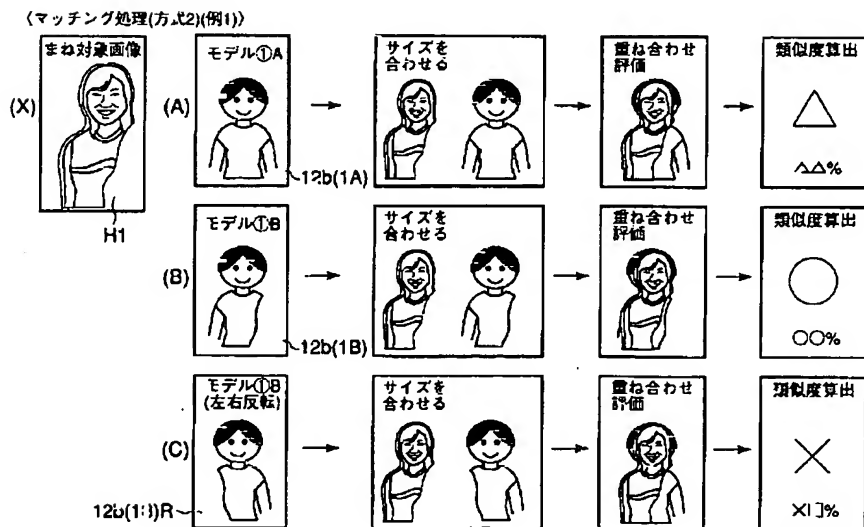 〈マッチング処理(方式2)(例1)〉
まね対象画像
(X)
H1
(A)
モデル①A
12b(1A)
サイズを
合わせる
重ね合わせ
評価
類似度算出
△△%
(B)
モデル①B
12b(1B)
サイズを
合わせる
重ね合わせ
評価
類似度算出
○○%
(C)
モデル①B
(左右反転)
サイズを
合わせる
重ね合わせ
評価
類似度算出